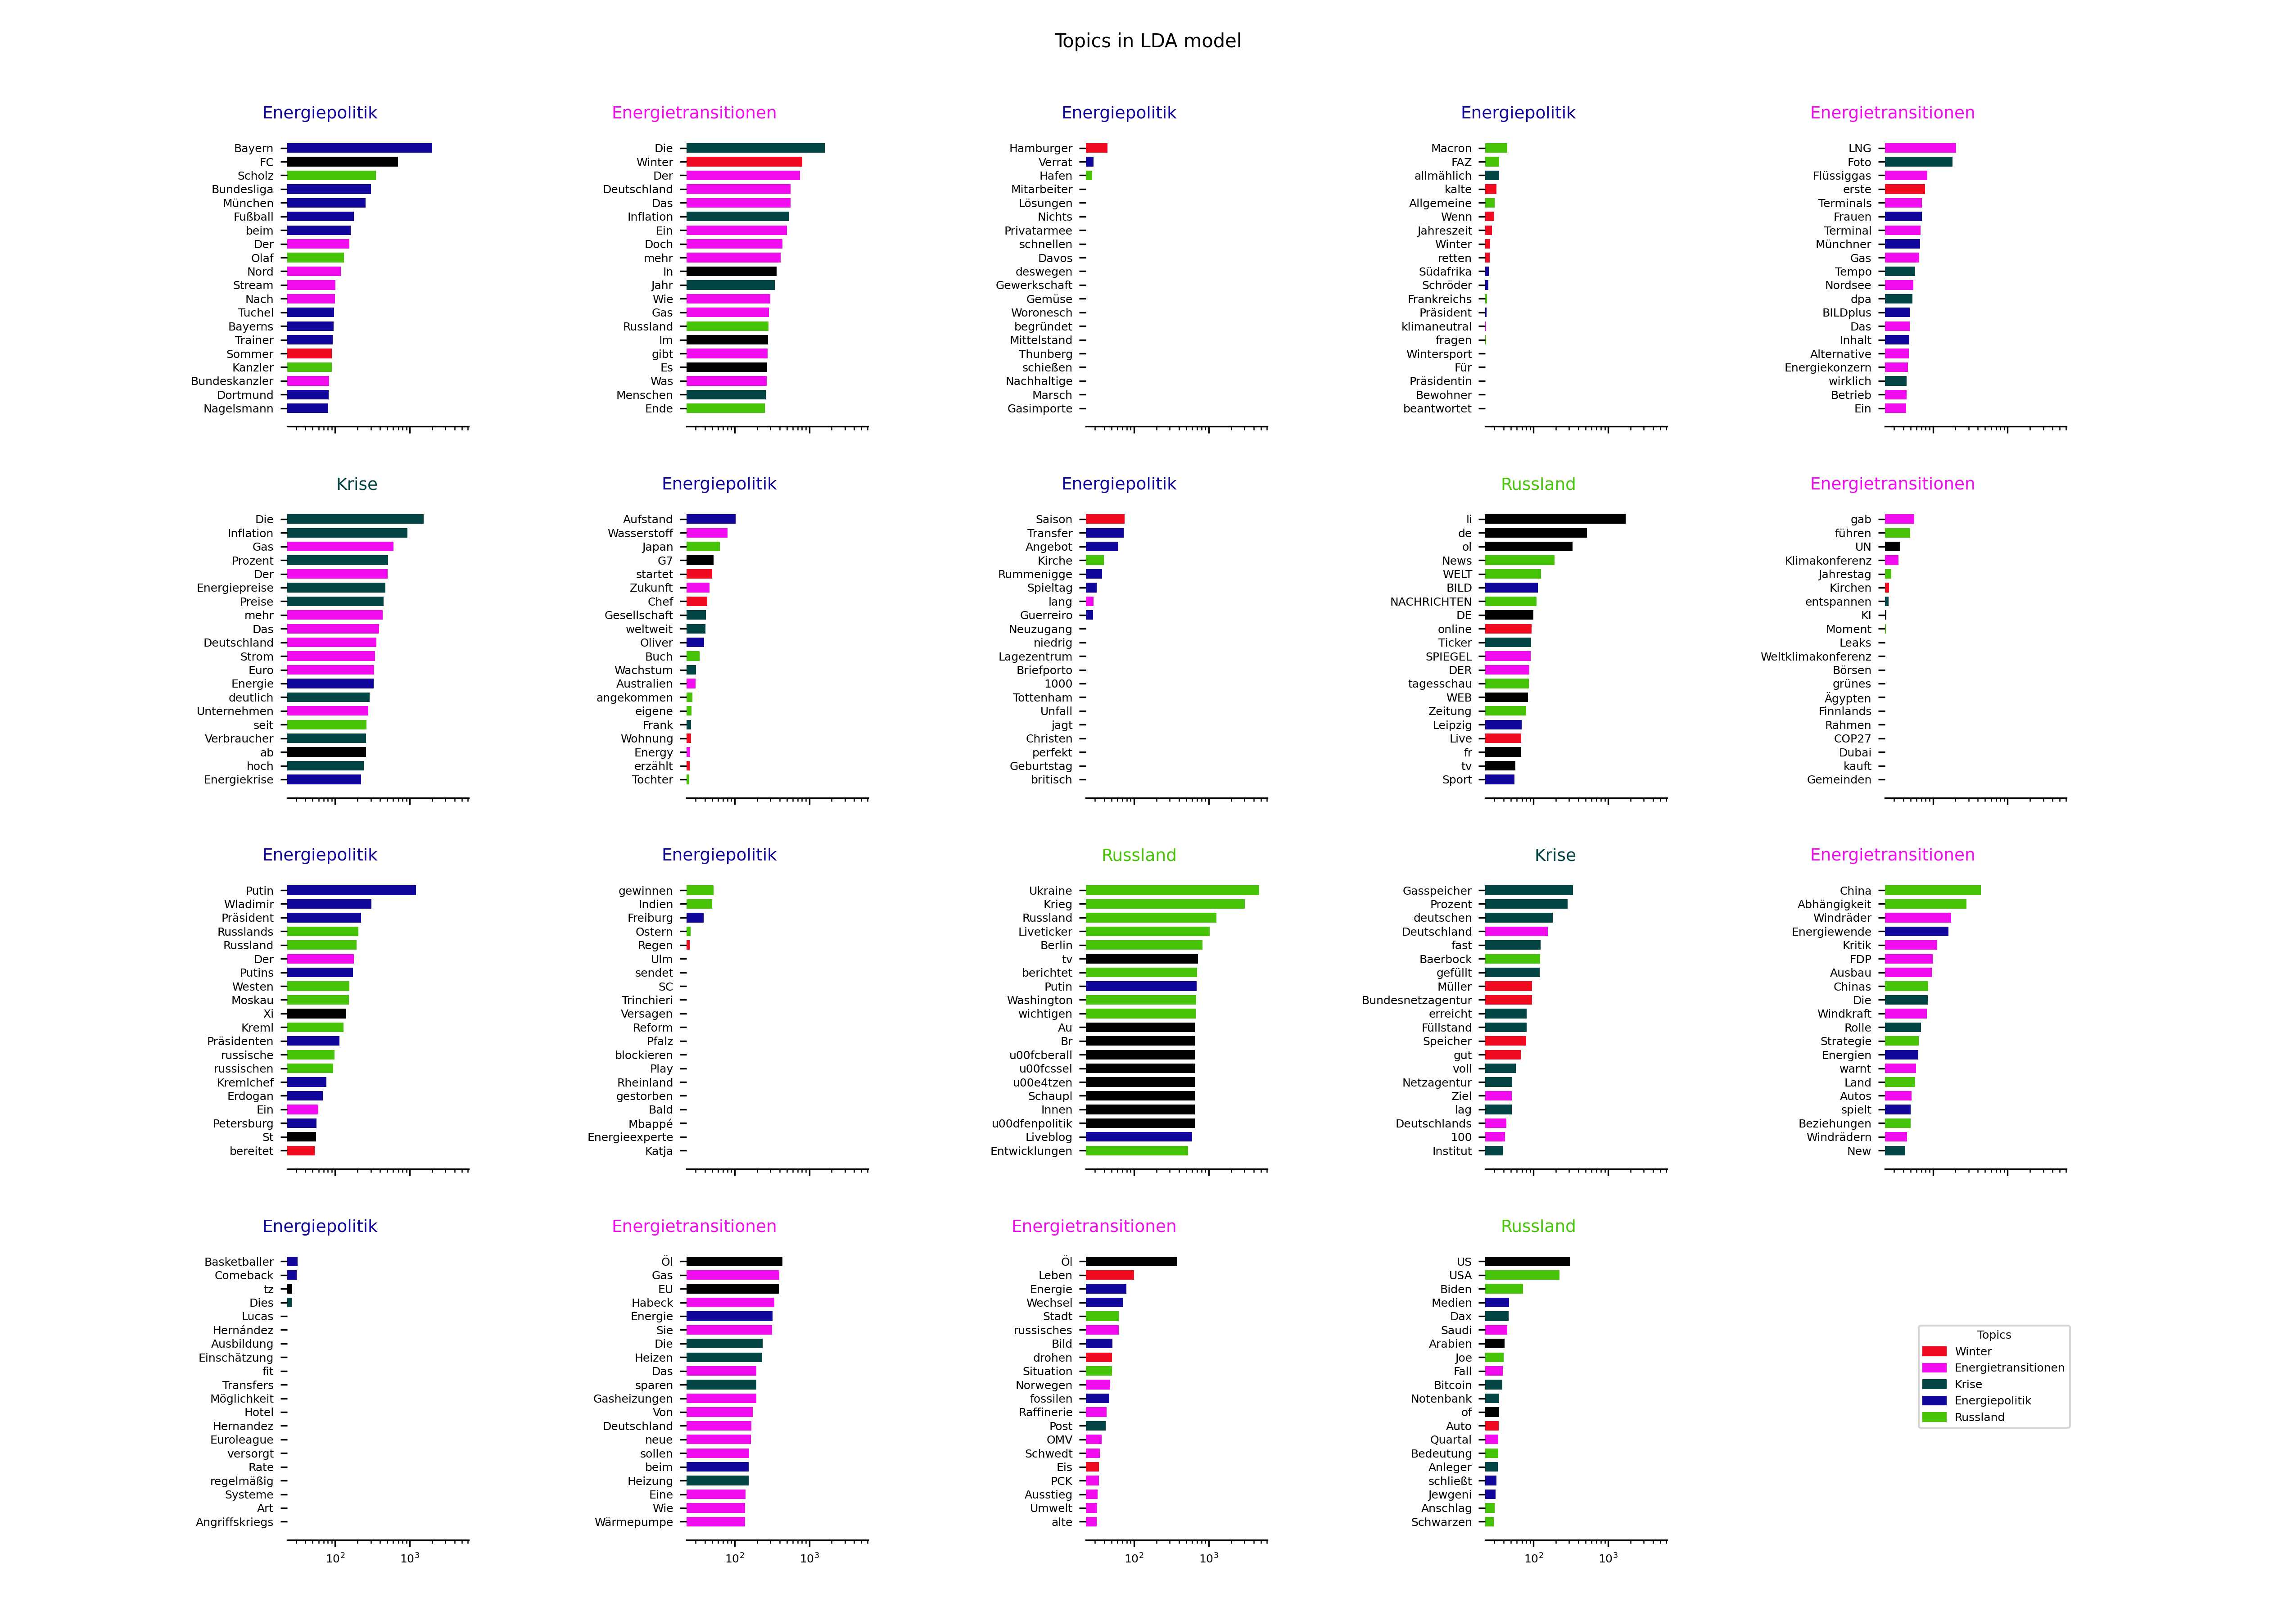 Topics in LDA model
Energiepolitik
Bayern
FC
Scholz
Bundesliga
München
Fußball
beim
Der
Olaf
Nord
Stream
Nach
Tuchel
Bayerns
Trainer
Sommer
Kanzler
Bundeskanzler
Dortmund
Nagelsmann
Energietransitionen
Die
Winter
Der
Deutschland
Das
Inflation
Ein
Doch
mehr
In
Jahr
Wie
Gas
Russland
Im
gibt
Es
Was
Menschen
Ende
Energiepolitik
Hamburger
Verrat
Hafen
Mitarbeiter
Lösungen
Nichts
Privatarmee
schnellen
Davos
deswegen
Gewerkschaft
Gemüse
Woronesch
begründet
Mittelstand
Thunberg
schießen
Nachhaltige
Marsch
Gasimporte
Energiepolitik
Macron
FAZ
allmählich
kalte
Allgemeine
Wenn
Jahreszeit
Winter
retten
Südafrika
Schröder
Frankreichs
Präsident
klimaneutral
fragen
Wintersport
Für
Präsidentin
Bewohner
beantwortet
Energietransitionen
LNG
Foto
Flüssiggas
erste
Terminals
Frauen
Terminal
Münchner
Gas
Tempo
Nordsee
dpa
BILDplus
Das
Inhalt
Alternative
Energiekonzern
wirklich
Betrieb
Ein
Krise
Die
Inflation
Gas
Prozent
Der
Energiepreise
Preise
mehr
Das
Deutschland
Strom
Euro
Energie
deutlich
Unternehmen
seit
Verbraucher
ab
hoch
Energiekrise
Energiepolitik
Aufstand
Wasserstoff
Japan
G7
startet
Zukunft
Chef
Gesellschaft
weltweit
Oliver
Buch
Wachstum
Australien
angekommen
eigene
Frank
Wohnung
Energy
erzählt
Tochter
Energiepolitik
Saison
Transfer
Angebot
Kirche
Rummenigge
Spieltag
lang
Guerreiro
Neuzugang
niedrig
Lagezentrum
Briefporto
1000
Tottenham
Unfall
jagt
Christen
perfekt
Geburtstag
britisch
Russland
li
de
ol
News
WELT
BILD
NACHRICHTEN
DE
online
Ticker
SPIEGEL
DER
tagesschau
WEB
Zeitung
Leipzig
Live
fr
tv
Sport
Energietransitionen
gab
führen
UN
Klimakonferenz
Jahrestag
Kirchen
entspannen
KI
Moment
Leaks
Weltklimakonferenz
Börsen
grünes
Ägypten
Finnlands
Rahmen
COP27
Dubai
kauft
Gemeinden
Energiepolitik
Putin
Wladimir
Präsident
Russlands
Russland
Der
Putins
Westen
Moskau
Xi
Kreml
Präsidenten
russische
russischen
Kremlchef
Erdogan
Ein
Petersburg
St
bereitet
Energiepolitik
gewinnen
Indien
Freiburg
Ostern
Regen
Ulm
sendet
SC
Trinchieri
Versagen
Reform
Pfalz
blockieren
Play
Rheinland
gestorben
Bald
Mbappé
Energieexperte
Katja
Russland
Ukraine
Krieg
Russland
Liveticker
Berlin
tv
berichtet
Putin
Washington
wichtigen
Au
Br
u00fcberall
u00fcssel
u00e4tzen
Schaupl
Innen
u00dfenpolitik
Liveblog
Entwicklungen
Krise
Gasspeicher
Prozent
deutschen
Deutschland
fast
Baerbock
gefüllt
Müller
Bundesnetzagentur
erreicht
Füllstand
Speicher
gut
voll
Netzagentur
Ziel
lag
Deutschlands
100
Institut
Energietransitionen
China
Abhängigkeit
Windräder
Energiewende
Kritik
FDP
Ausbau
Chinas
Die
Windkraft
Rolle
Strategie
Energien
warnt
Land
Autos
spielt
Beziehungen
Windrädern
New
Energiepolitik
Basketballer
Comeback
tz
Dies
Lucas
Hernández
Ausbildung
Einschätzung
fit
Transfers
Möglichkeit
Hotel
Hernandez
Euroleague
versorgt
Rate
regelmäßig
Systeme
Art
Angriffskriegs
10²
10³
Energietransitionen
Öl
Gas
EU
Habeck
Energie
Sie
Die
Heizen
Das
sparen
Gasheizungen
Von
Deutschland
neue
sollen
beim
Heizung
Eine
Wie
Wärmepumpe
10²
10³
Energietransitionen
Öl
Leben
Energie
Wechsel
Stadt
russisches
Bild
drohen
Situation
Norwegen
fossilen
Raffinerie
Post
OMV
Schwedt
Eis
PCK
Ausstieg
Umwelt
alte
10²
10³
Russland
US
USA
Biden
Medien
Dax
Saudi
Arabien
Joe
Fall
Bitcoin
Notenbank
of
Auto
Quartal
Bedeutung
Anleger
schließt
Jewgeni
Anschlag
Schwarzen
10²
10³
Topics
Winter
Energietransitionen
Krise
Energiepolitik
Russland